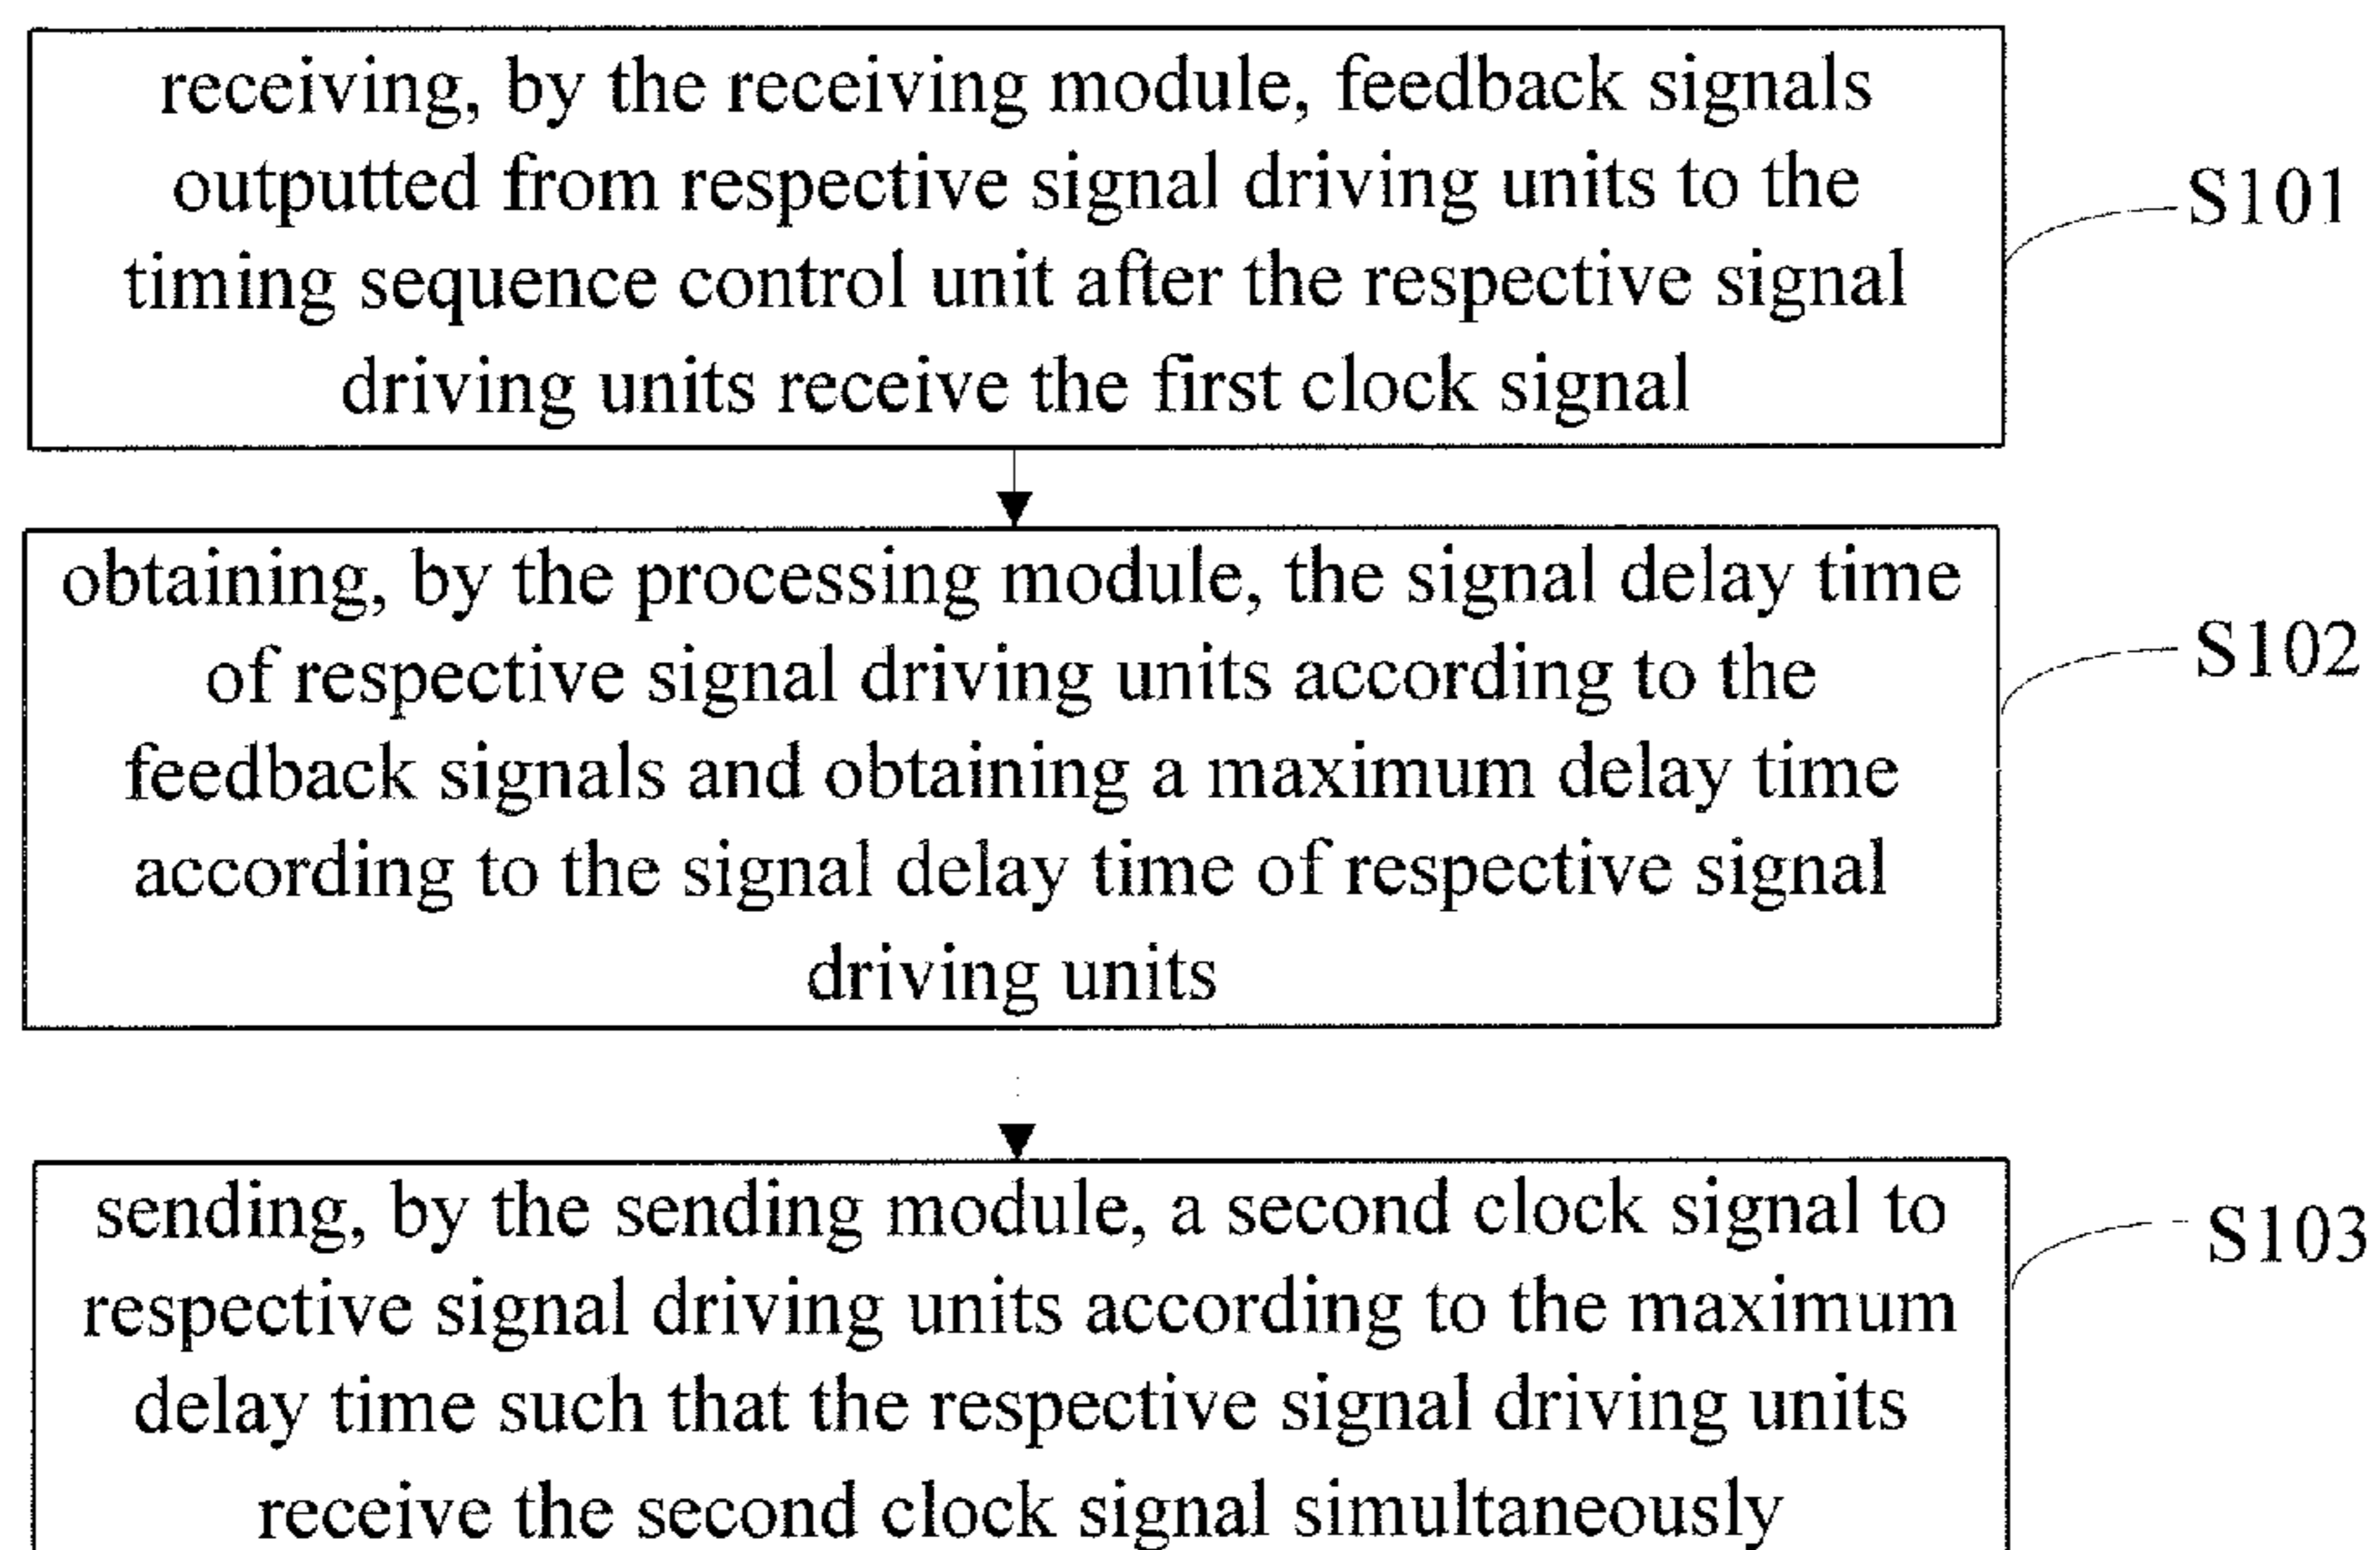 receiving, by the receiving module, feedback signals
outputted from respective signal driving units to the
timing sequence control unit after the respective signal
driving units receive the first clock signal
S101
obtaining, by the processing module, the signal delay time
of respective signal driving units according to the
feedback signals and obtaining a maximum delay time
according to the signal delay time of respective signal
driving units
S102
sending, by the sending module, a second clock signal to
respective signal driving units according to the maximum
delay time such that the respective signal driving units
receive the second clock signal simultaneously
S103